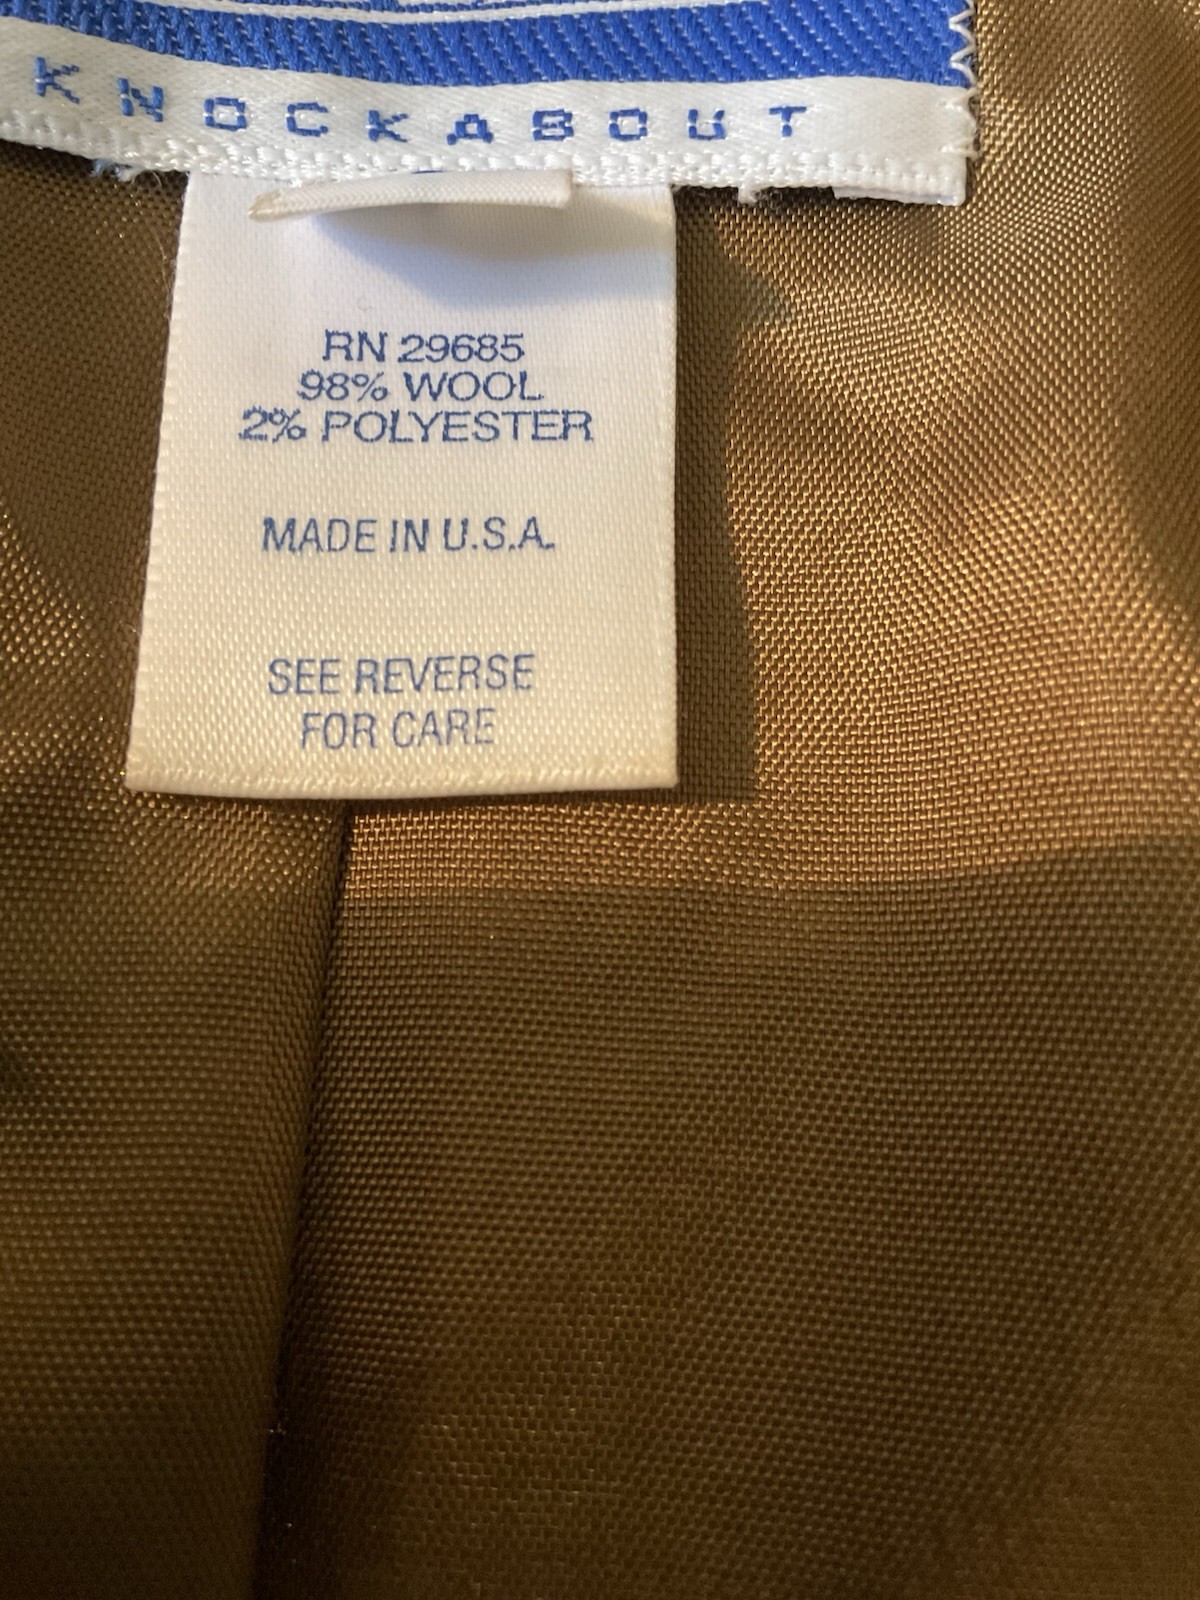 KNOCKABOUT
RN 29685
98% WOOL
2% POLYESTER
MADE IN U.S.A.
SEE REVERSE
FOR CARE